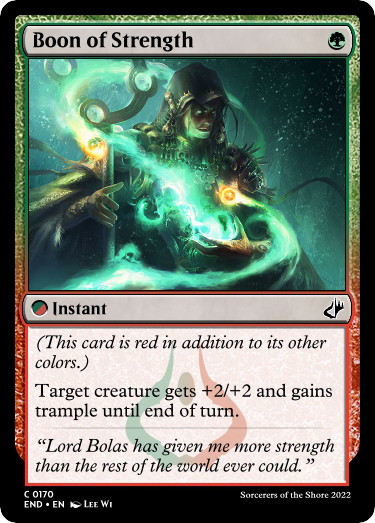 Boon of Strength
Instant
(This card is red in addition to its other
colors.)
Target creature gets +2/+2 and gains
trample until end of turn.
“Lord Bolas has given me more strength
than the rest of the world ever could.”
C 0170
END • EN Lee Wi
Sorcerers of the Shore 2022